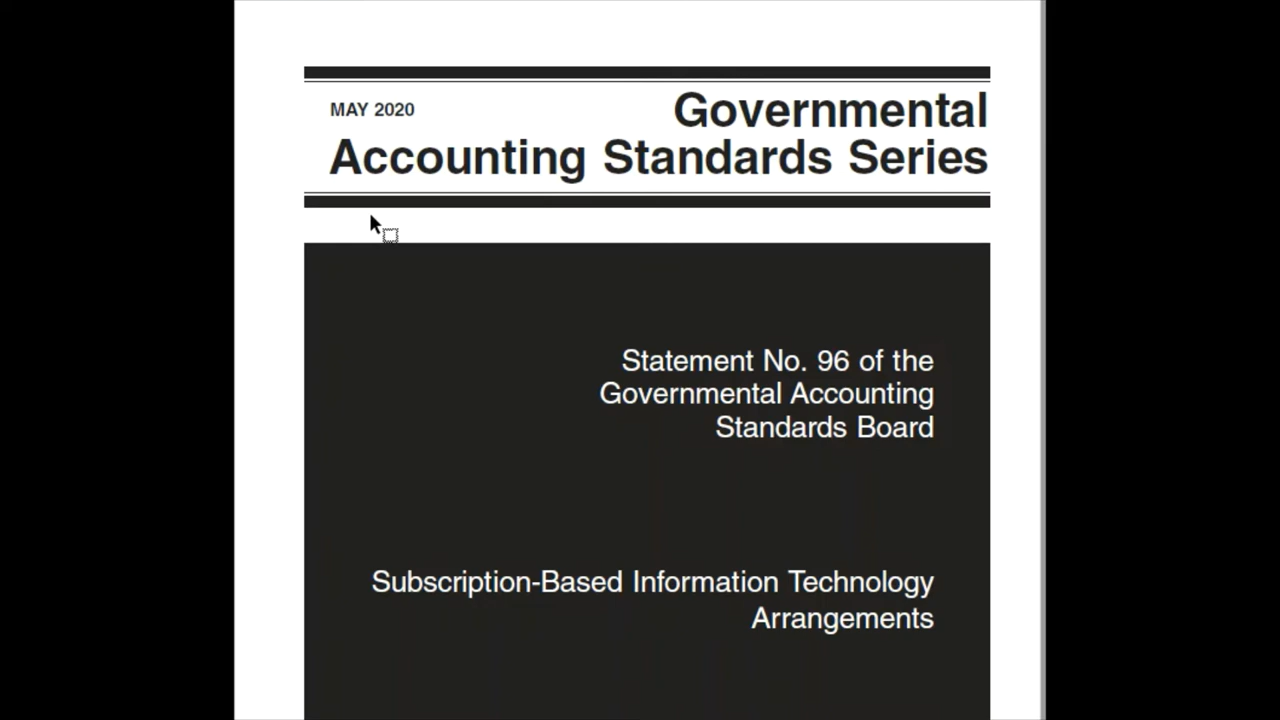 MAY 2020
Governmental
Accounting Standards Series
Statement No. 96 of the
Governmental Accounting
Standards Board
Subscription-Based Information Technology
Arrangements